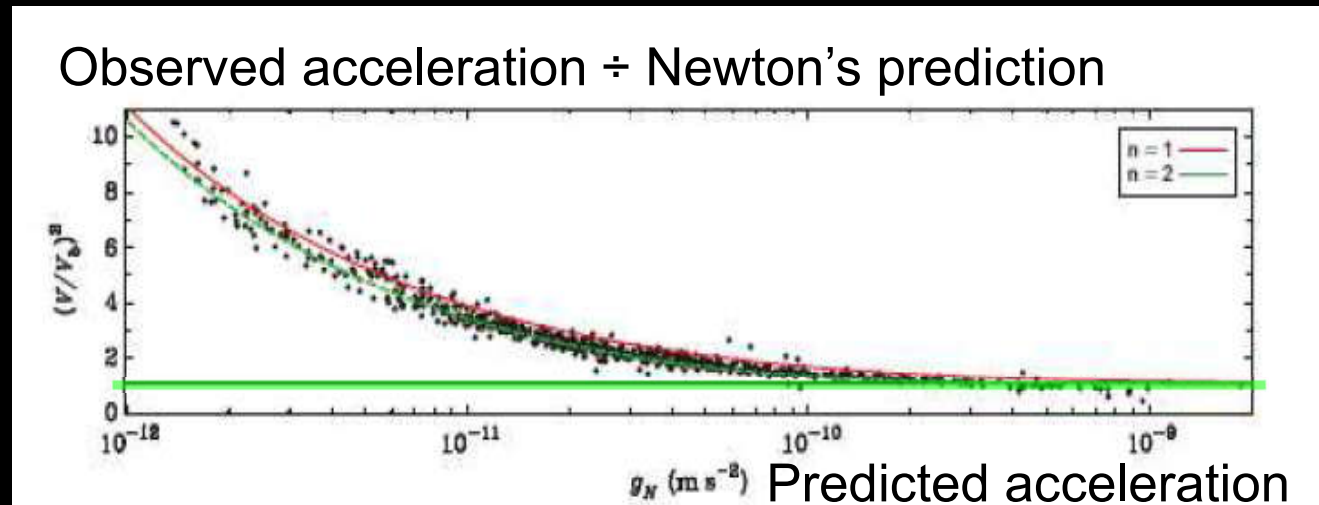 Observed acceleration ÷ Newton's prediction
10
8
6
4
2
0
(V/V_b)²
n = 1
n = 2
10⁻¹² 10⁻¹¹ 10⁻¹⁰ 10⁻⁹
g_N (m s⁻²) Predicted acceleration